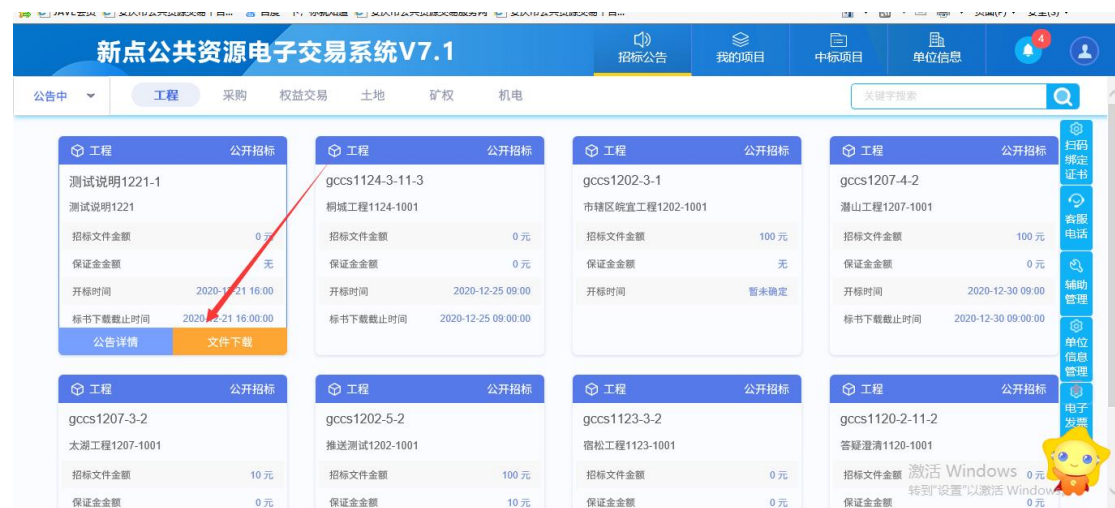 新点公共资源电子交易系统V7.1
招标公告 我的项目 中标项目 单位信息 4
公告中 工程 采购 权益交易 土地 矿权 机电 关键字搜索
工程 公开招标 工程 公开招标 工程 公开招标 工程 公开招标
测试说明1221-1 gccs1124-3-11-3 gccs1202-3-1 gccs1207-4-2
测试说明1221 桐城工程1124-1001 市辖区皖宜工程1202-1001 潜山工程1207-1001
招标文件金额 0 元 招标文件金额 0 元 招标文件金额 100 元 招标文件金额 100 元
保证金金额 无 保证金金额 0 元 保证金金额 无 保证金金额 0 元
开标时间 2020-12-21 16:00 开标时间 2020-12-25 09:00 开标时间 暂未确定 开标时间 2020-12-30 09:00
标书下载截止时间 2020-12-21 16:00:00 标书下载截止时间 2020-12-25 09:00:00 标书下载截止时间 2020-12-30 09:00:00
公告详情 文件下载
工程 公开招标 工程 公开招标 工程 公开招标 工程 公开招标
gccs1207-3-2 gccs1202-5-2 gccs1123-3-2 gccs1120-2-11-2
太湖工程1207-1001 推送测试1202-1001 宿松工程1123-1001 答疑澄清1120-1001
招标文件金额 10 元 招标文件金额 100 元 招标文件金额 0 元 招标文件金额 0 元
保证金金额 0 元 保证金金额 10 元 保证金金额 0 元 保证金金额 0 元
扫码
绑定
证书
客服
电话
辅助
管理
单位
信息
管理
电子
发票
激活 Windows
转到"设置"以激活 Window